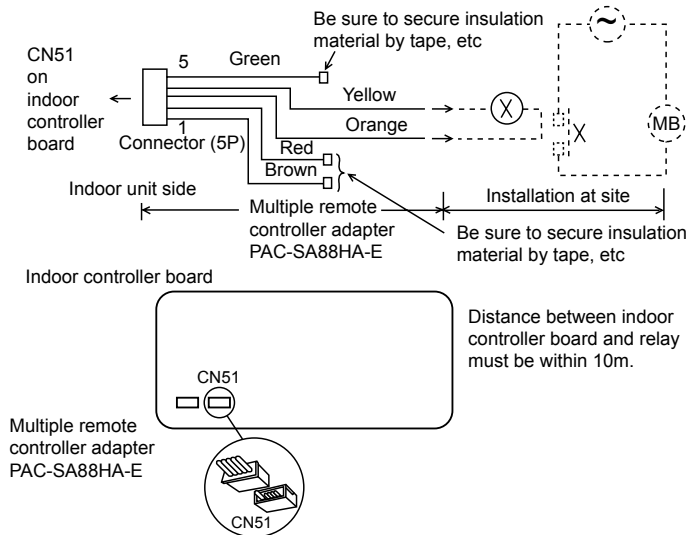 Be sure to secure insulation
material by tape, etc
CN51
on
indoor
controller
board
5
Green
Yellow
Orange
X
X
MB
~
1
Connector (5P)
Red
Brown
Indoor unit side
Installation at site
Multiple remote
controller adapter
PAC-SA88HA-E
Be sure to secure insulation
material by tape, etc
Indoor controller board
Distance between indoor
controller board and relay
must be within 10m.
CN51
Multiple remote
controller adapter
PAC-SA88HA-E
CN51